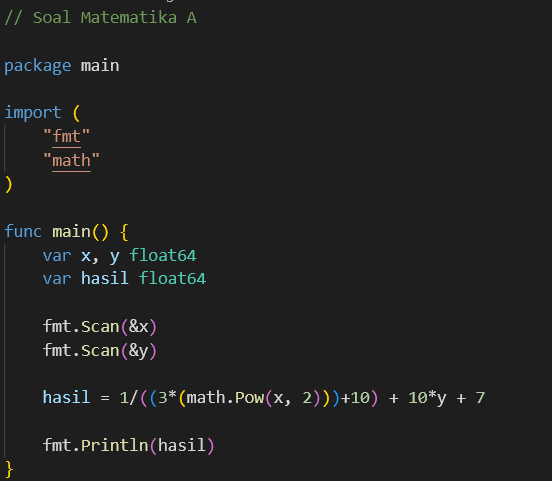 // Soal Matematika A
package main
import (
"fmt"
"math"
)
func main() {
var x, y float64
var hasil float64
fmt.Scan(&x)
fmt.Scan(&y)
hasil = 1/((3*(math.Pow(x, 2)))+10) + 10*y + 7
fmt.Println(hasil)
}